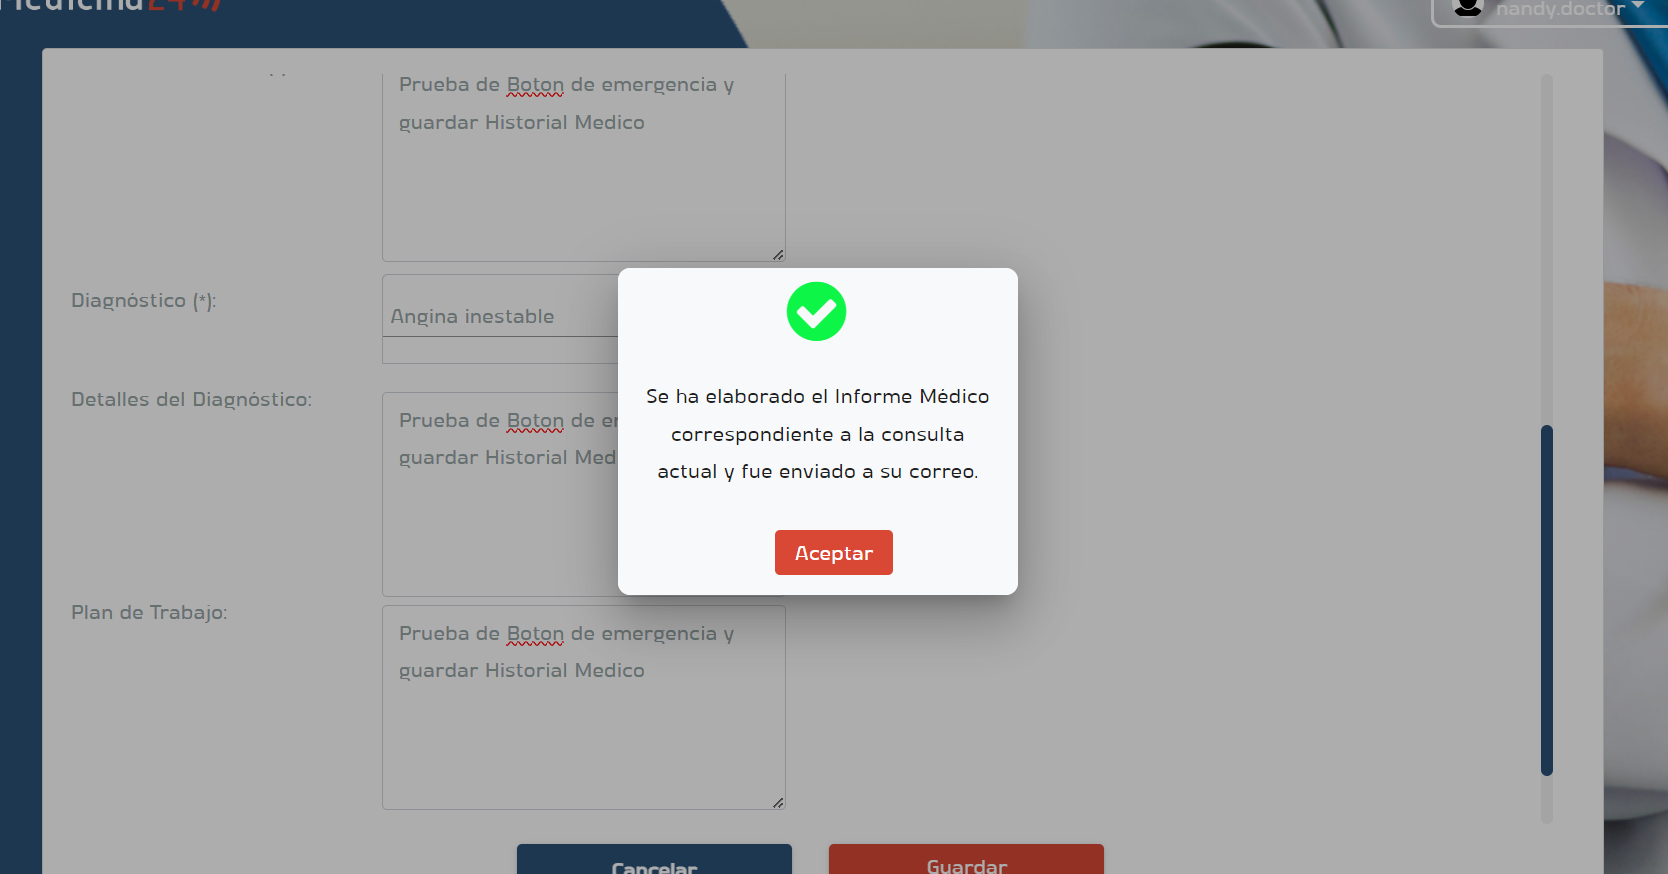 Medicina24
nandy.doctor
Prueba de Boton de emergencia y
guardar Historial Medico
Diagnóstico (*):
Angina inestable
Detalles del Diagnóstico:
Prueba de Boton de
guardar Historial Med
Se ha elaborado el Informe Médico
correspondiente a la consulta
actual y fue enviado a su correo.
Aceptar
Plan de Trabajo:
Prueba de Boton de emergencia y
guardar Historial Medico
Cancelar
Guardar